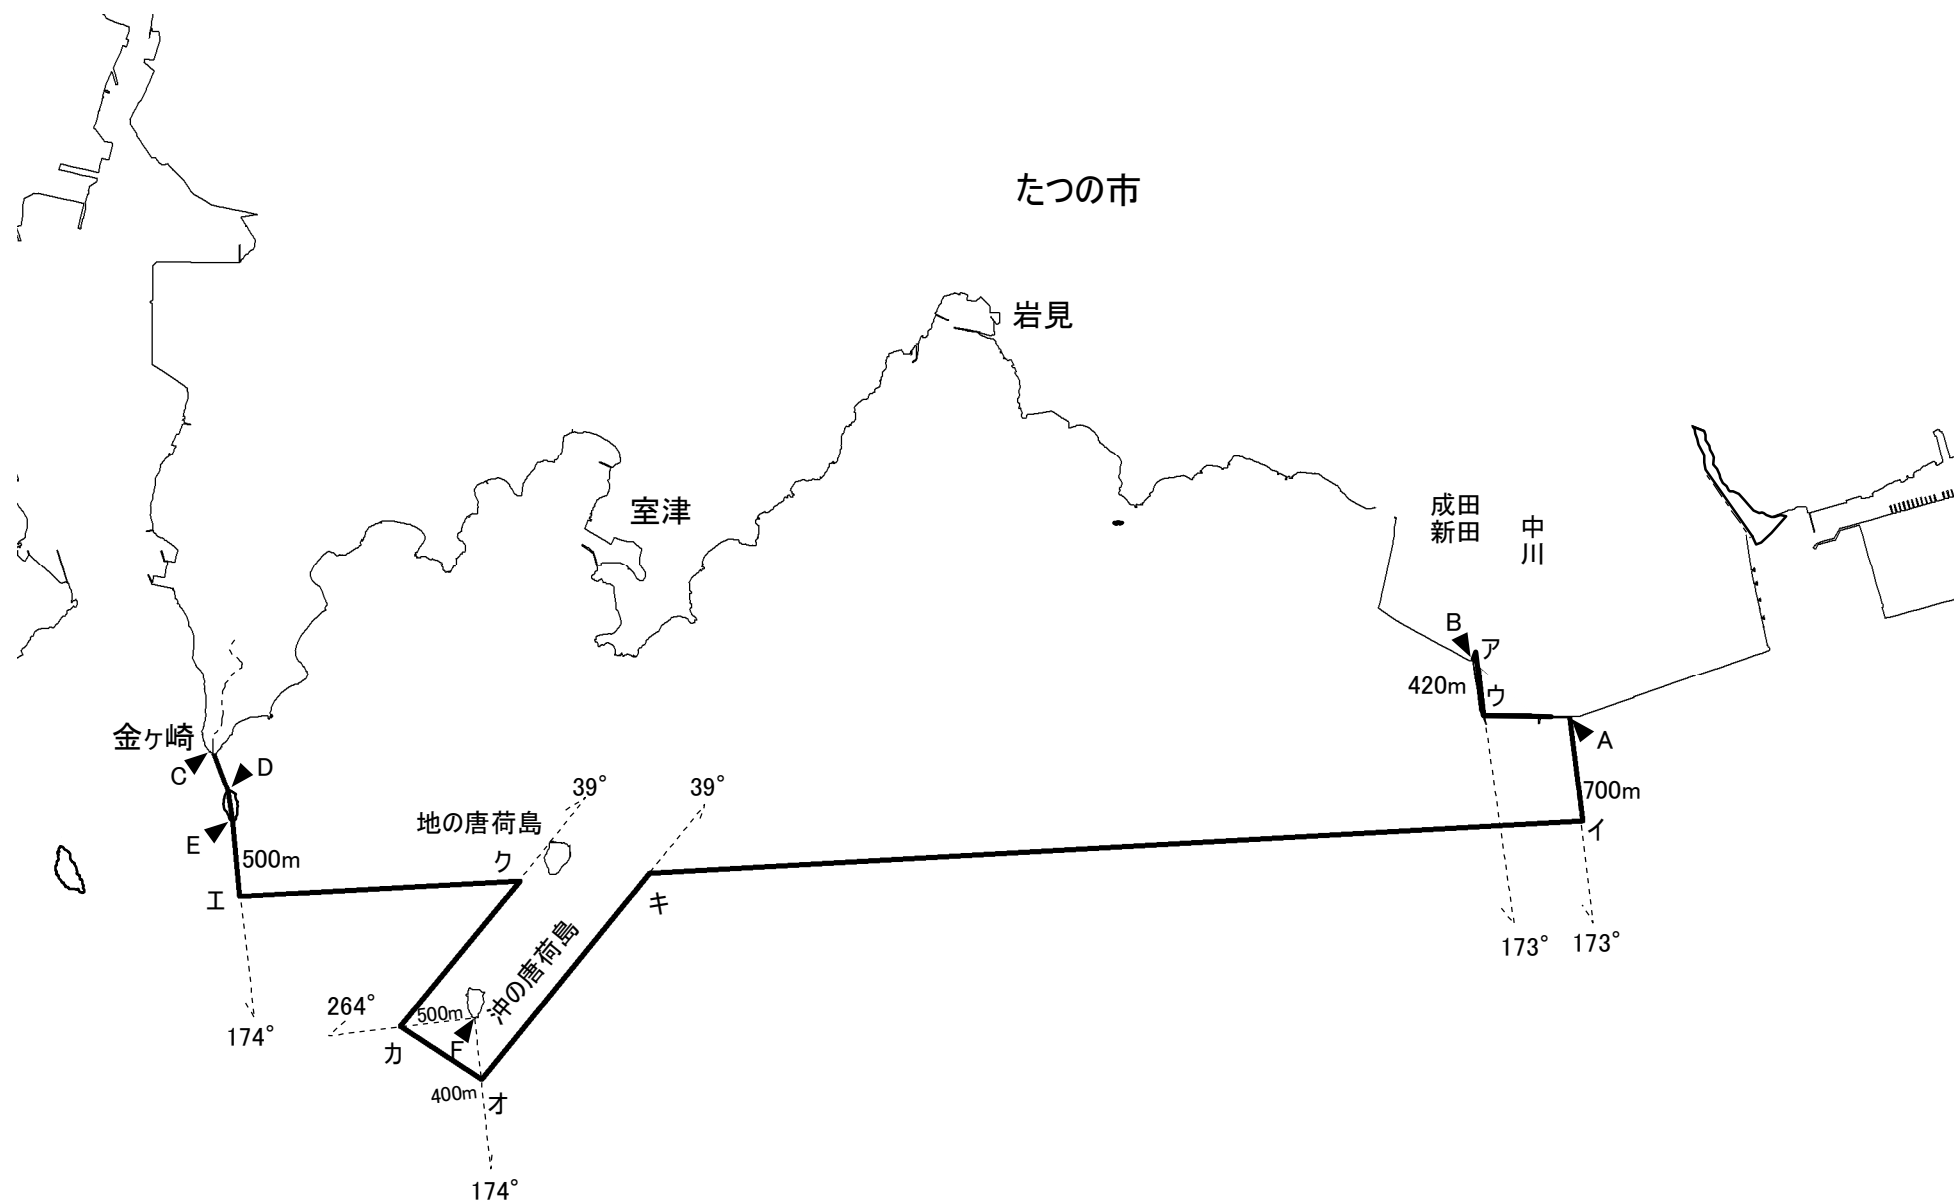 たつの市
岩見
成田
新田
中川
室津
B
ア
420m
ウ
金ヶ崎
C
D
A
39°
39°
700m
地の唐荷島
イ
E
500m
ク
エ
キ
173°
173°
沖の唐荷島
264°
500m
174°
カ
F
400m
オ
174°